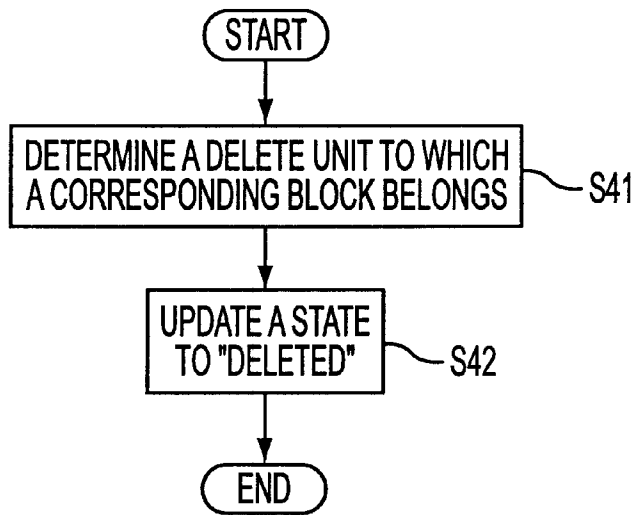 START
DETERMINE A DELETE UNIT TO WHICH
A CORRESPONDING BLOCK BELONGS
S41
UPDATE A STATE
TO "DELETED"
S42
END